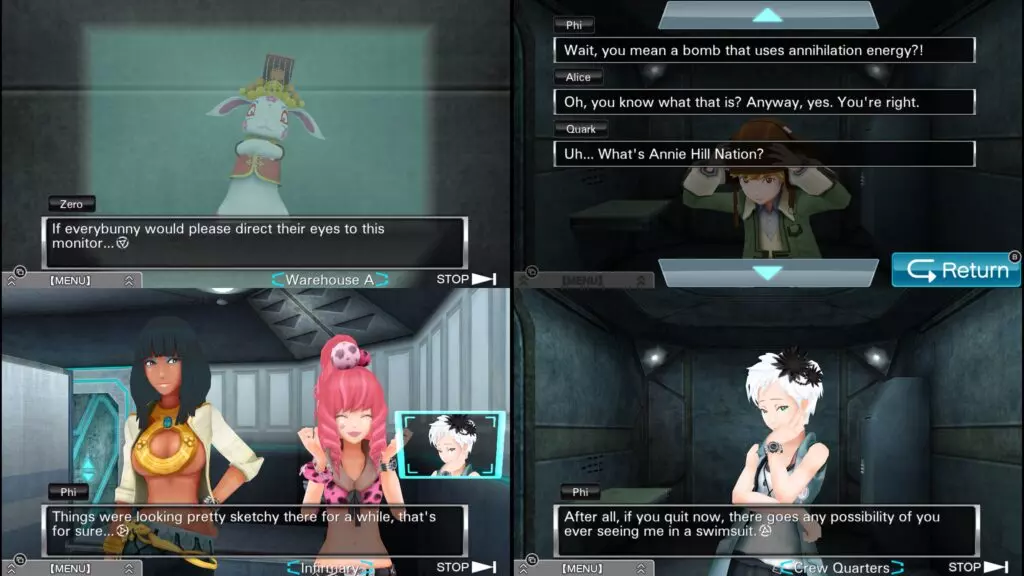 Zero
If everybunny would please direct their eyes to this
monitor...
[MENU]
Warehouse A
STOP
Phi
Wait, you mean a bomb that uses annihilation energy?!
Alice
Oh, you know what that is? Anyway, yes. You're right.
Quark
Uh... What's Annie Hill Nation?
[MENU]
Return
B
Phi
Things were looking pretty sketchy there for a while, that's
for sure...
[MENU]
Infirmary
STOP
Phi
After all, if you quit now, there goes any possibility of you
ever seeing me in a swimsuit.
[MENU]
Crew Quarters
STOP